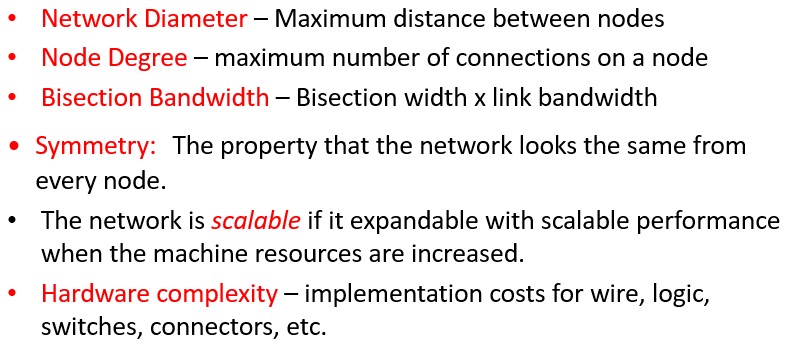 • Network Diameter – Maximum distance between nodes
• Node Degree – maximum number of connections on a node
• Bisection Bandwidth – Bisection width x link bandwidth
• Symmetry: The property that the network looks the same from
every node.
• The network is scalable if it expandable with scalable performance
when the machine resources are increased.
• Hardware complexity – implementation costs for wire, logic,
switches, connectors, etc.